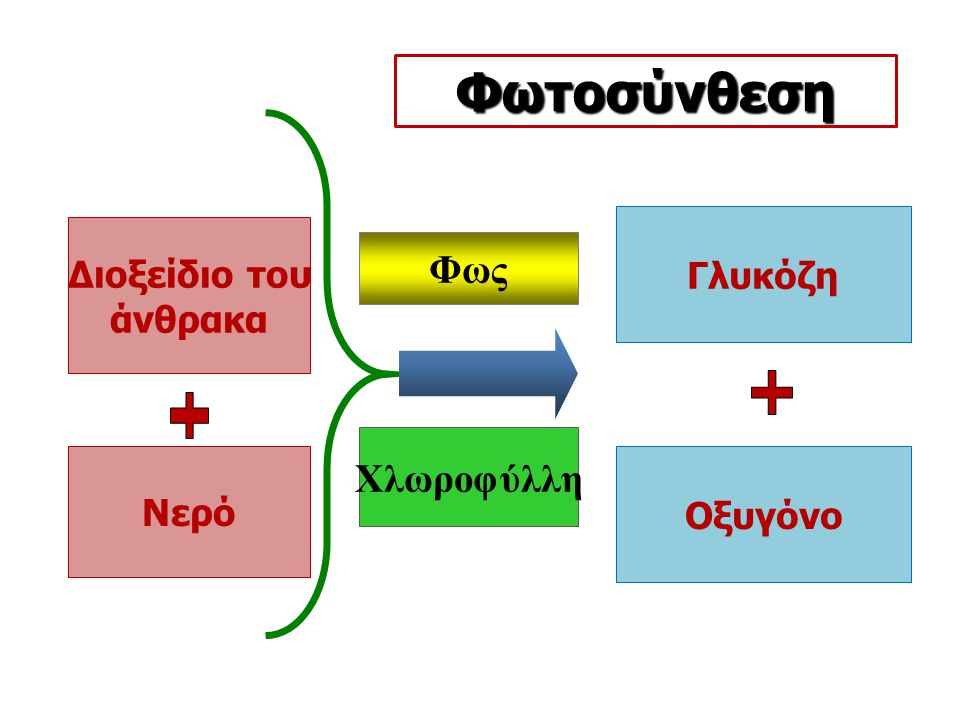 Φωτοσύνθεση
Διοξείδιο του
άνθρακα
Νερό
Φως
Χλωροφύλλη
Γλυκόζη
Οξυγόνο